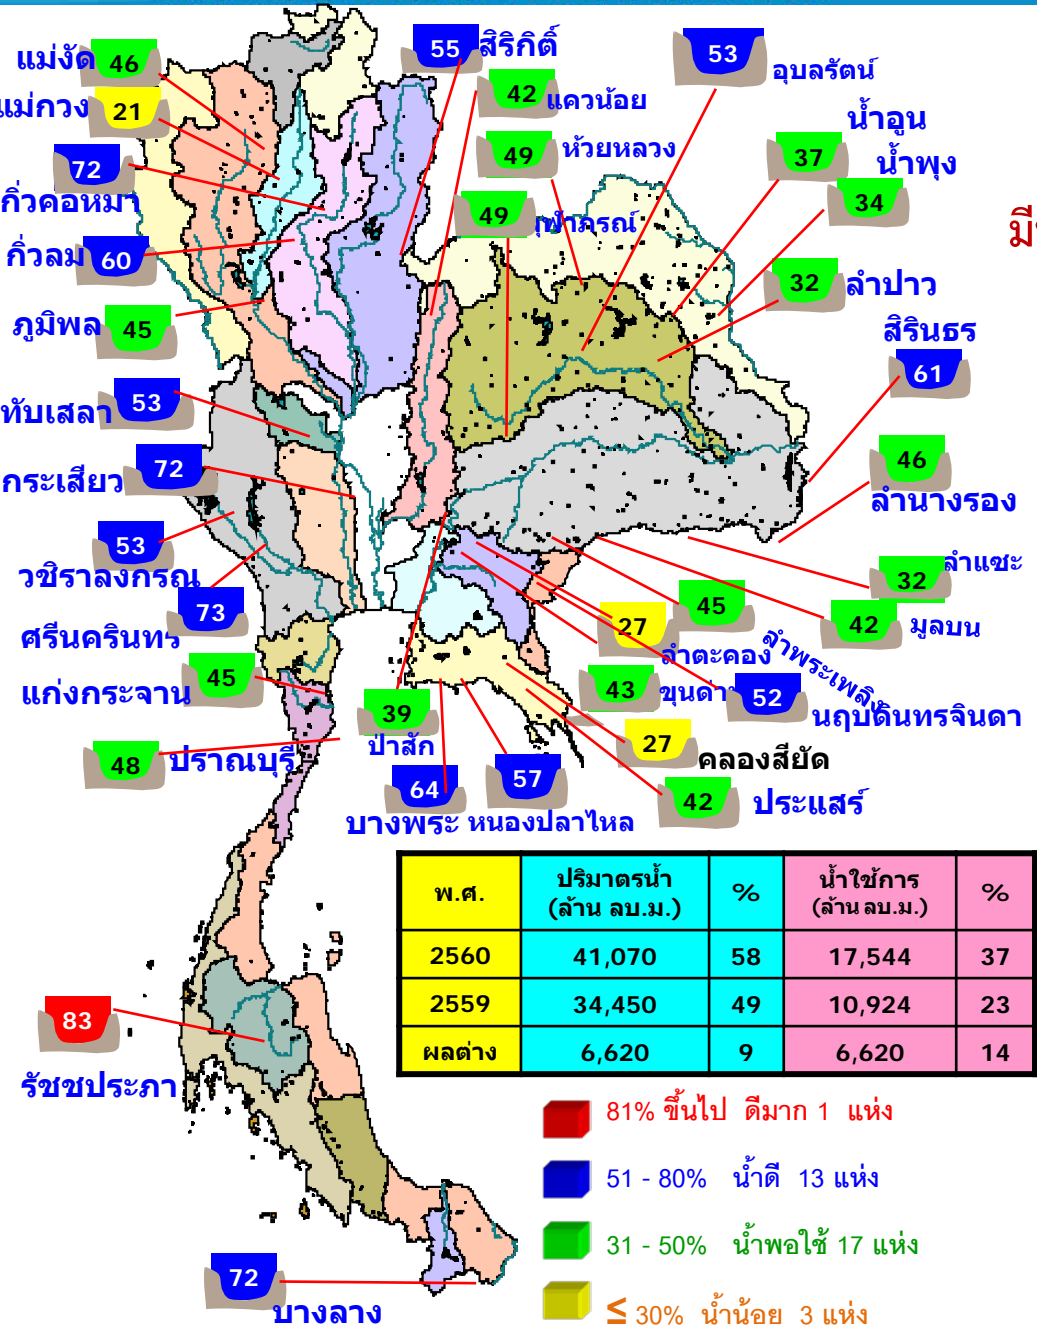 แม่งัด 46
แม่กวง 21
72
กิ่วคอหมา
กิ่วลม 60
ภูมิพล 45
ทับเสลา 53
กระเสียว 72
53
วชิราลงกรณ
73
ศรีนครินทร
แก่งกระจาน 45
48 ปราณบุรี
55 สิริกิติ์
42 แควน้อย
49 ห้วยหลวง
49
53 อุบลรัตน์
น้ำอูน
37
น้ำพุง
34
32 ลำปาว
สิรินธร
61
46
ลำนางรอง
32 ลำแชะ
42 มูลบน
45
ลำพระเพลิง
27
ลำตะคอง
43
52
นฤบดินทรจินดา
27 คลองสียัด
42 ประแสร์
39
ป่าสัก
64
บางพระ
57
หนองปลาไหล
พ.ศ. ปริมาตรน้ำ (ล้าน ลบ.ม.) % น้ำใช้การ (ล้าน ลบ.ม.) %
2560 41,070 58 17,544 37
2559 34,450 49 10,924 23
ผลต่าง 6,620 9 6,620 14
83
รัชชประภา
81% ขึ้นไป ดีมาก 1 แห่ง
51 - 80% น้ำดี 13 แห่ง
31 - 50% น้ำพอใช้ 17 แห่ง
≤ 30% น้ำน้อย 3 แห่ง
72
บางลาง